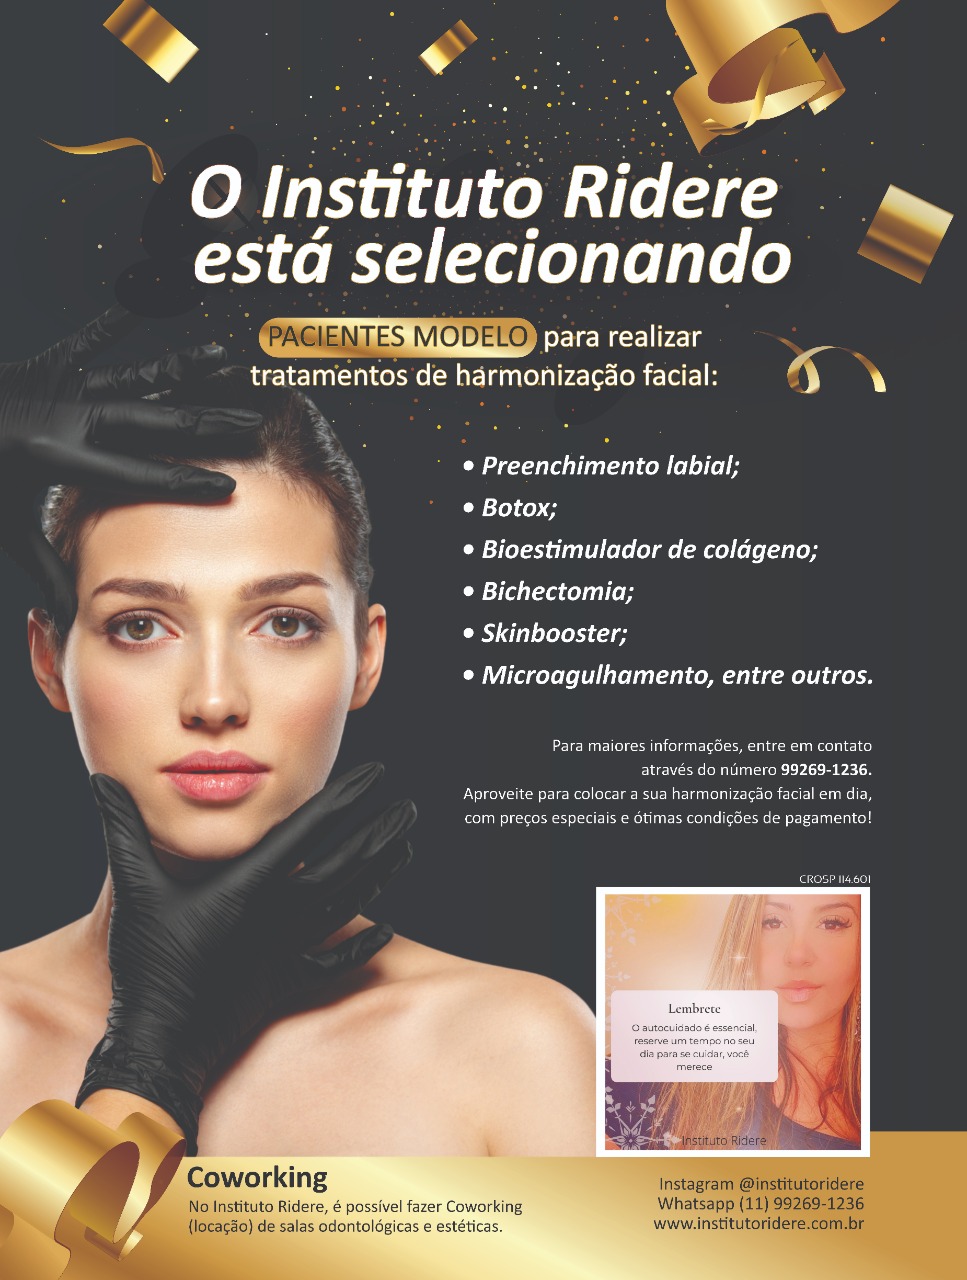 O Instituto Ridere
está selecionando
PACIENTES MODELO para realizar
tratamentos de harmonização facial:
• Preenchimento labial;
• Botox;
• Bioestimulador de colágeno;
• Bichectomia;
• Skinbooster;
• Microagulhamento, entre outros.
Para maiores informações, entre em contato
através do número 99269-1236.
Aproveite para colocar a sua harmonização facial em dia,
com preços especiais e ótimas condições de pagamento!
CROSP 114.601
Lembrete
O autocuidado é essencial,
reserve um tempo no seu
dia para se cuidar, você
merece
Instituto Ridere
Coworking
No Instituto Ridere, é possível fazer Coworking
(locação) de salas odontológicas e estéticas.
Instagram @institutoridere
Whatsapp (11) 99269-1236
www.institutoridere.com.br